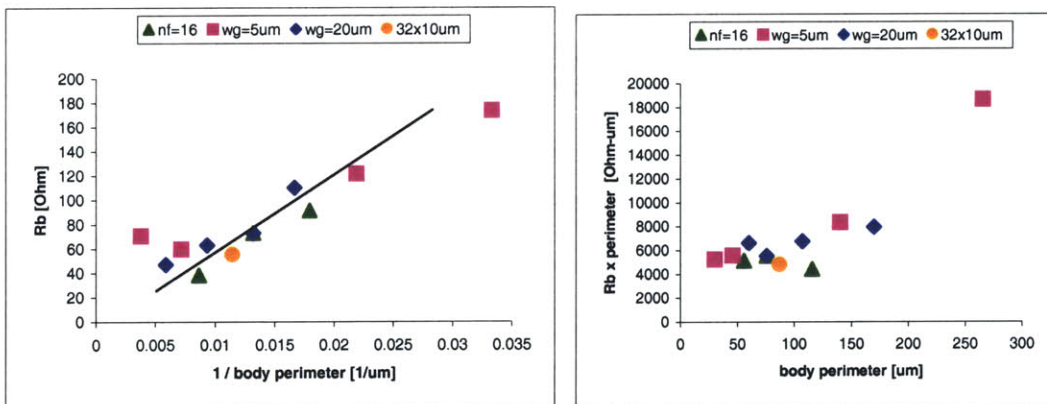 nf=16 wg=5um wg=20um 32x10um
200
180
160
140
120
100
80
60
40
20
0
Rb [Ohm]
0 0.005 0.01 0.015 0.02 0.025 0.03 0.035
1 / body perimeter [1/um]
nf=16 wg=5um wg=20um 32x10um
20000
18000
16000
14000
12000
10000
8000
6000
4000
2000
0
Rb x perimeter [Ohm-um]
0 50 100 150 200 250 300
body perimeter [um]